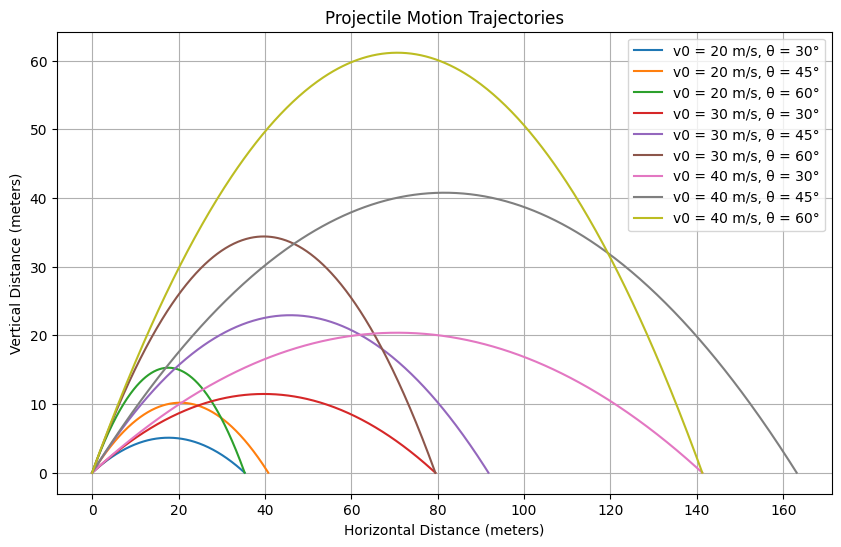 Projectile Motion Trajectories
v0 = 20 m/s, θ = 30°
v0 = 20 m/s, θ = 45°
v0 = 20 m/s, θ = 60°
v0 = 30 m/s, θ = 30°
v0 = 30 m/s, θ = 45°
v0 = 30 m/s, θ = 60°
v0 = 40 m/s, θ = 30°
v0 = 40 m/s, θ = 45°
v0 = 40 m/s, θ = 60°
Vertical Distance (meters)
60
50
40
30
20
10
0
0 20 40 60 80 100 120 140 160
Horizontal Distance (meters)